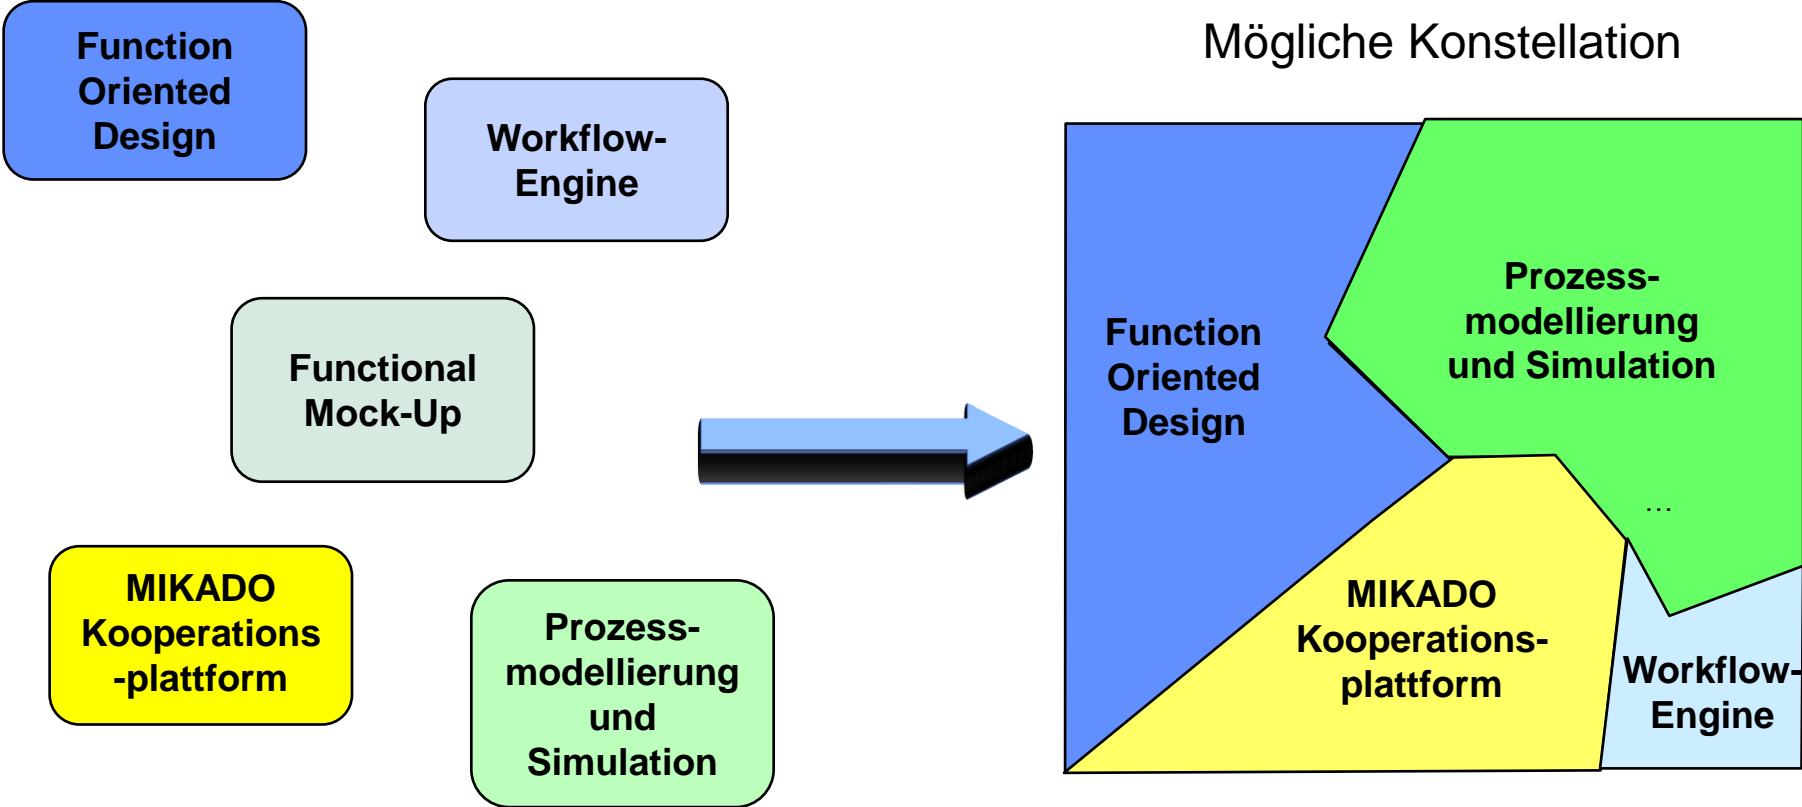 Function
Oriented
Design
Workflow-
Engine
Functional
Mock-Up
MIKADO
Kooperations
-plattform
Prozess-
modellierung
und
Simulation
Mögliche Konstellation
Function
Oriented
Design
Prozess-
modellierung
und Simulation
...
MIKADO
Kooperations-
plattform
Workflow-
Engine